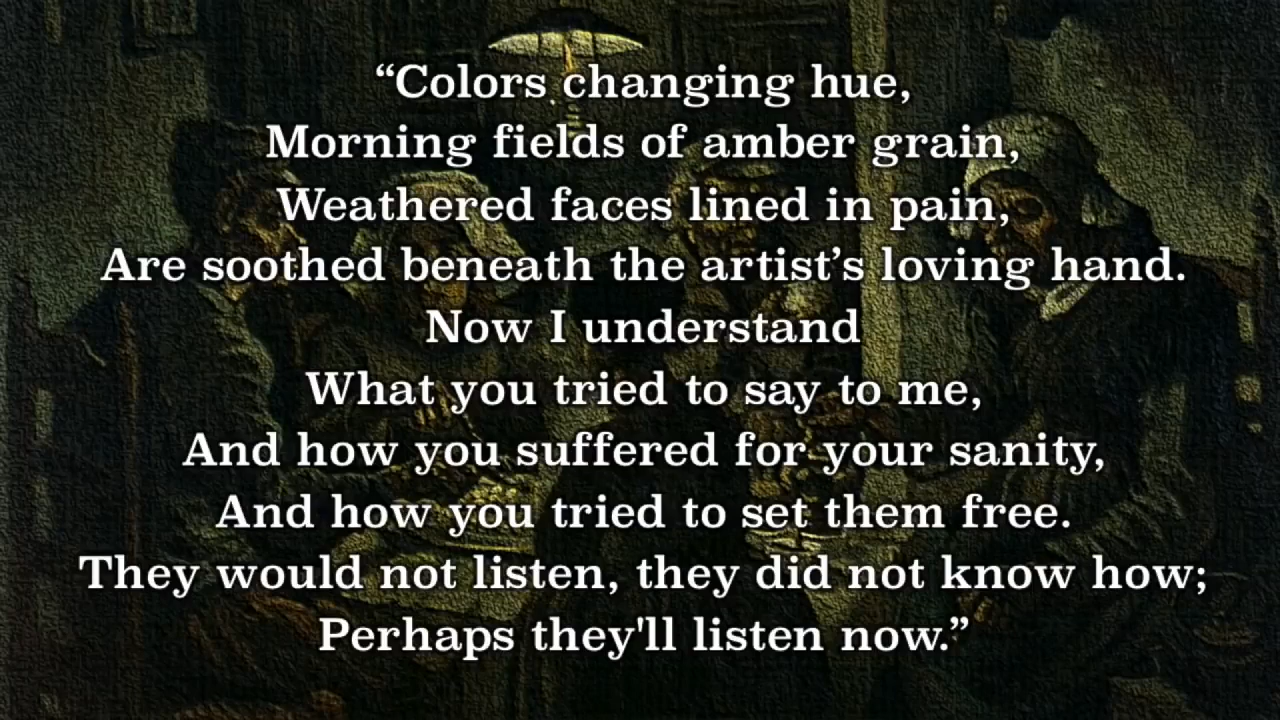 “Colors changing hue,
Morning fields of amber grain,
Weathered faces lined in pain,
Are soothed beneath the artist’s loving hand.
Now I understand
What you tried to say to me,
And how you suffered for your sanity,
And how you tried to set them free.
They would not listen, they did not know how;
Perhaps they'll listen now.”